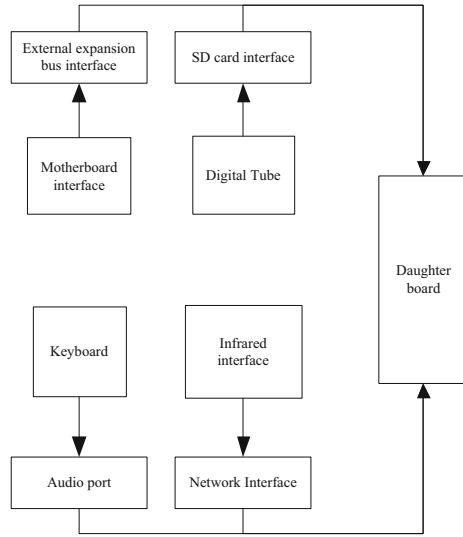 External expansion
bus interface
SD card interface
Motherboard
interface
Digital Tube
Daughter
board
Keyboard
Infrared
interface
Audio port
Network Interface